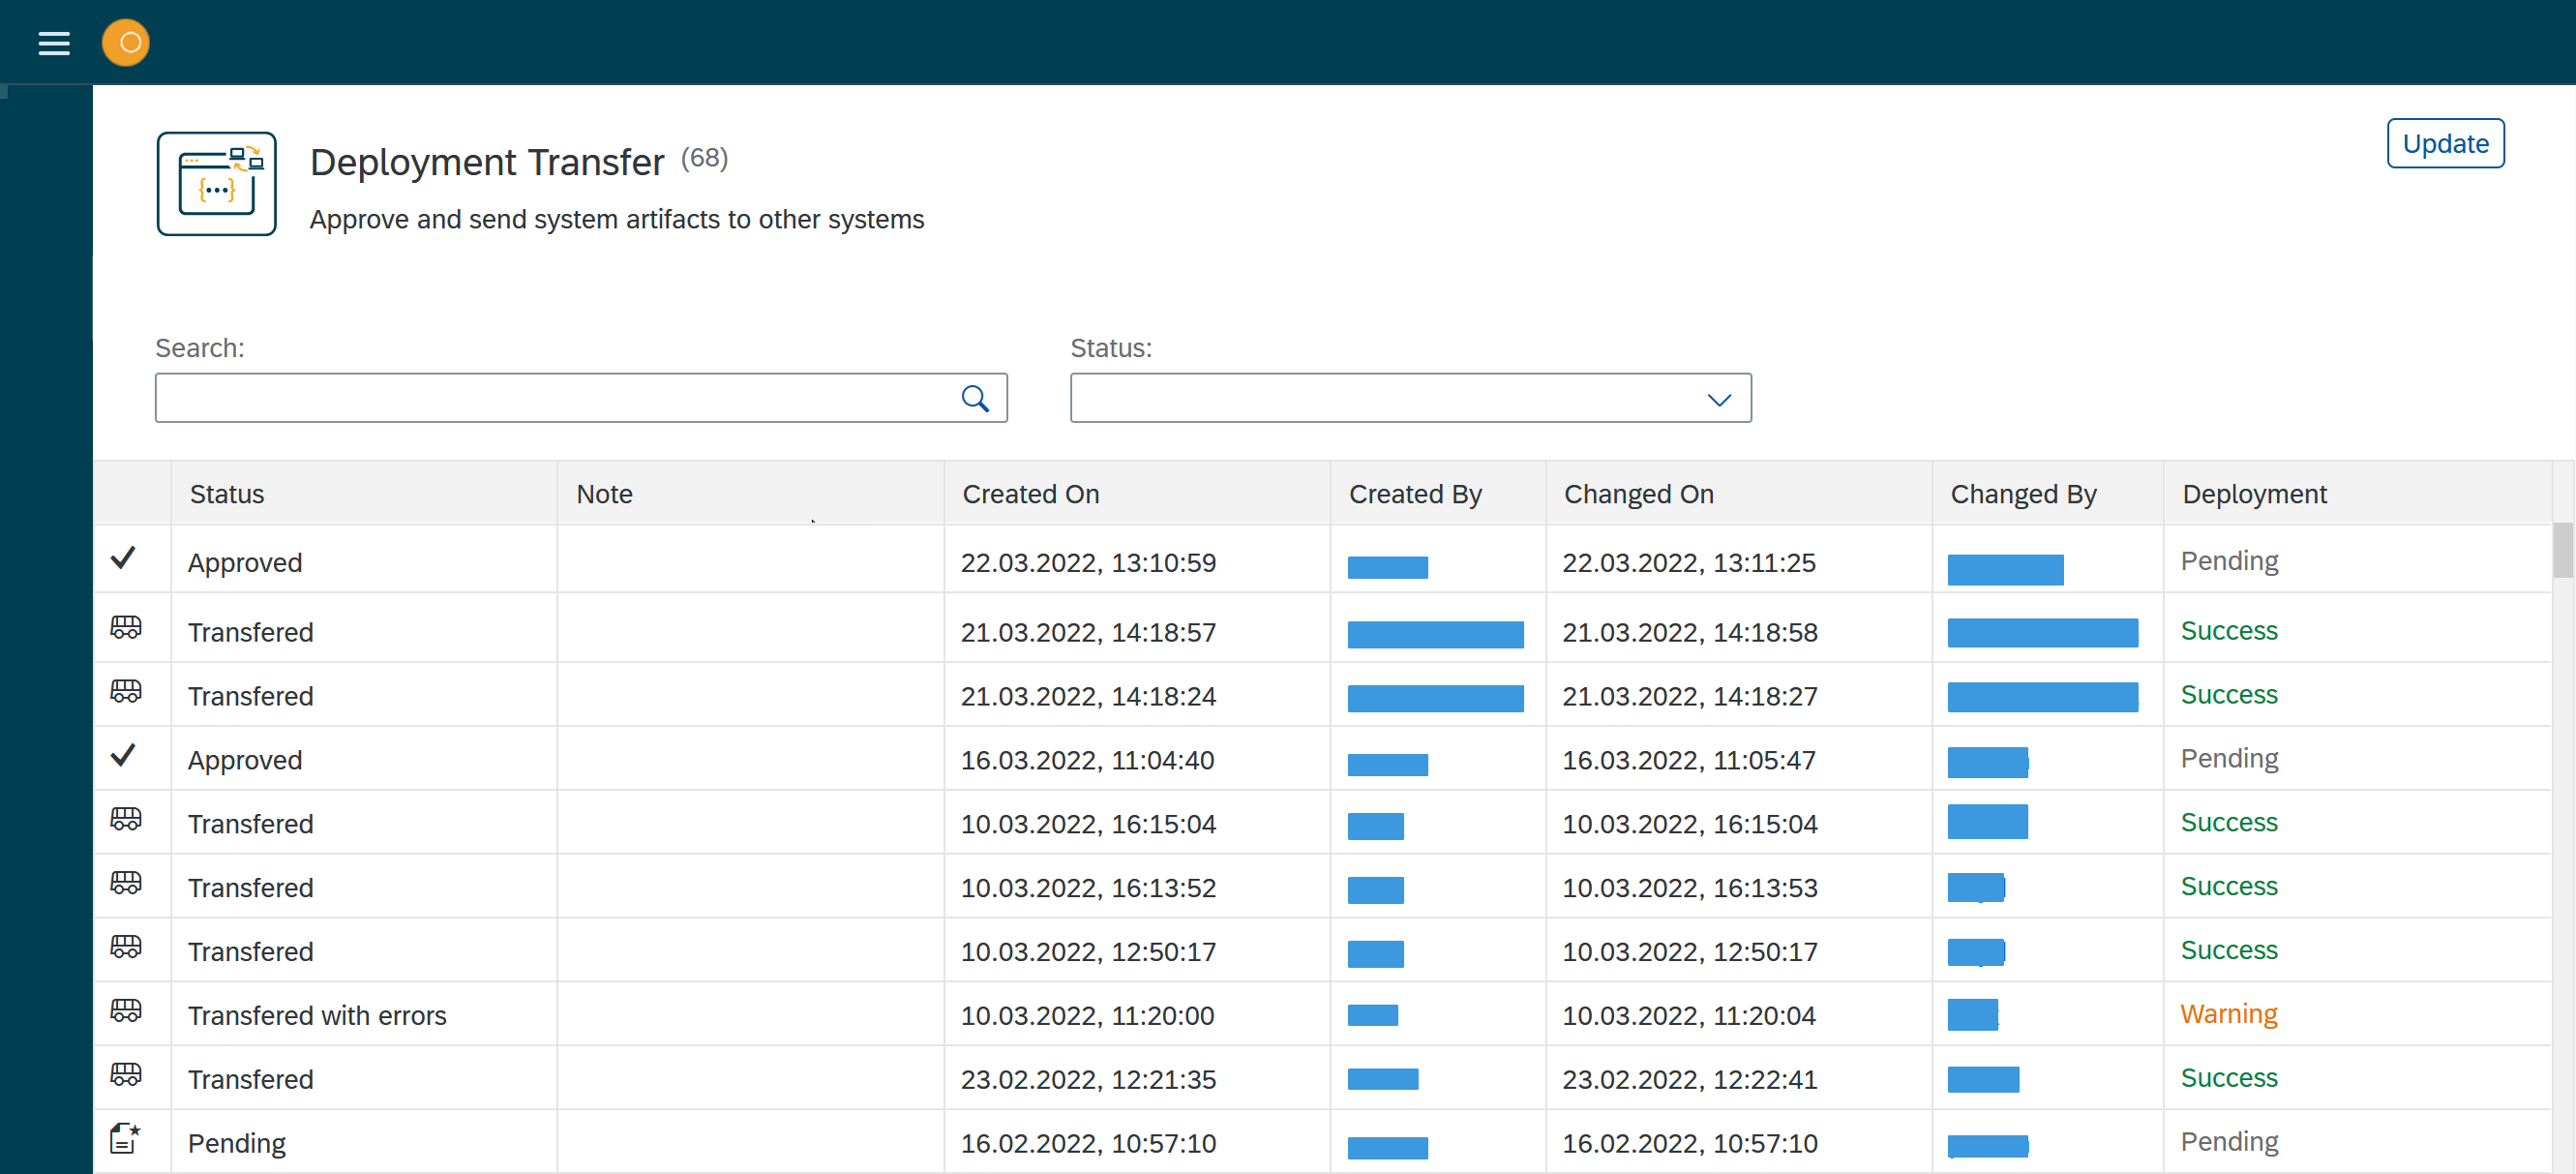 Deployment Transfer (68)
Update
Approve and send system artifacts to other systems
Search: Status:
Status Note Created On Created By Changed On Changed By Deployment
Approved 22.03.2022, 13:10:59 22.03.2022, 13:11:25 Pending
Transfered 21.03.2022, 14:18:57 21.03.2022, 14:18:58 Success
Transfered 21.03.2022, 14:18:24 21.03.2022, 14:18:27 Success
Approved 16.03.2022, 11:04:40 16.03.2022, 11:05:47 Pending
Transfered 10.03.2022, 16:15:04 10.03.2022, 16:15:04 Success
Transfered 10.03.2022, 16:13:52 10.03.2022, 16:13:53 Success
Transfered 10.03.2022, 12:50:17 10.03.2022, 12:50:17 Success
Transfered with errors 10.03.2022, 11:20:00 10.03.2022, 11:20:04 Warning
Transfered 23.02.2022, 12:21:35 23.02.2022, 12:22:41 Success
Pending 16.02.2022, 10:57:10 16.02.2022, 10:57:10 Pending